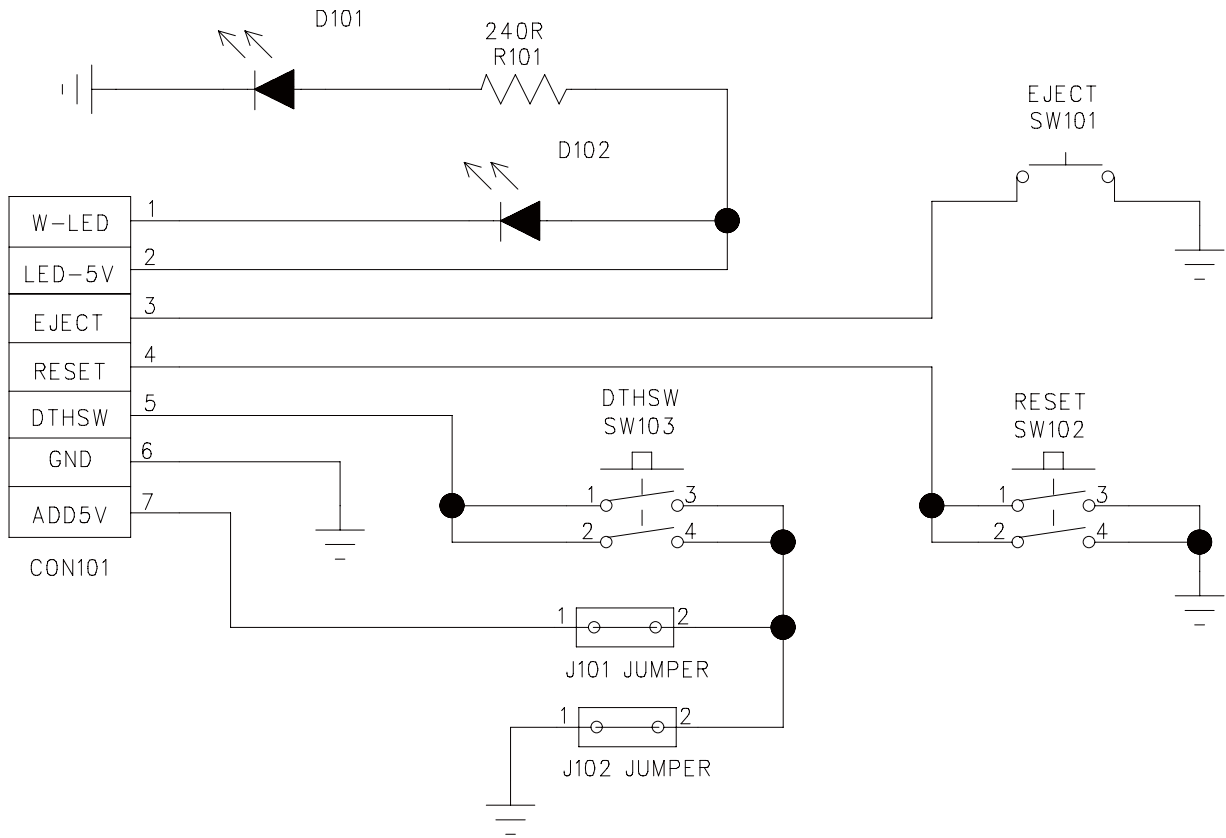 D101
240R
R101
D102
EJECT
SW101
W-LED
1
LED-5V
2
EJECT
3
RESET
4
DTHSW
5
GND
6
ADD5V
7
CON101
DTHSW
SW103
1
3
2
4
RESET
SW102
1
3
2
4
1
2
J101 JUMPER
1
2
J102 JUMPER